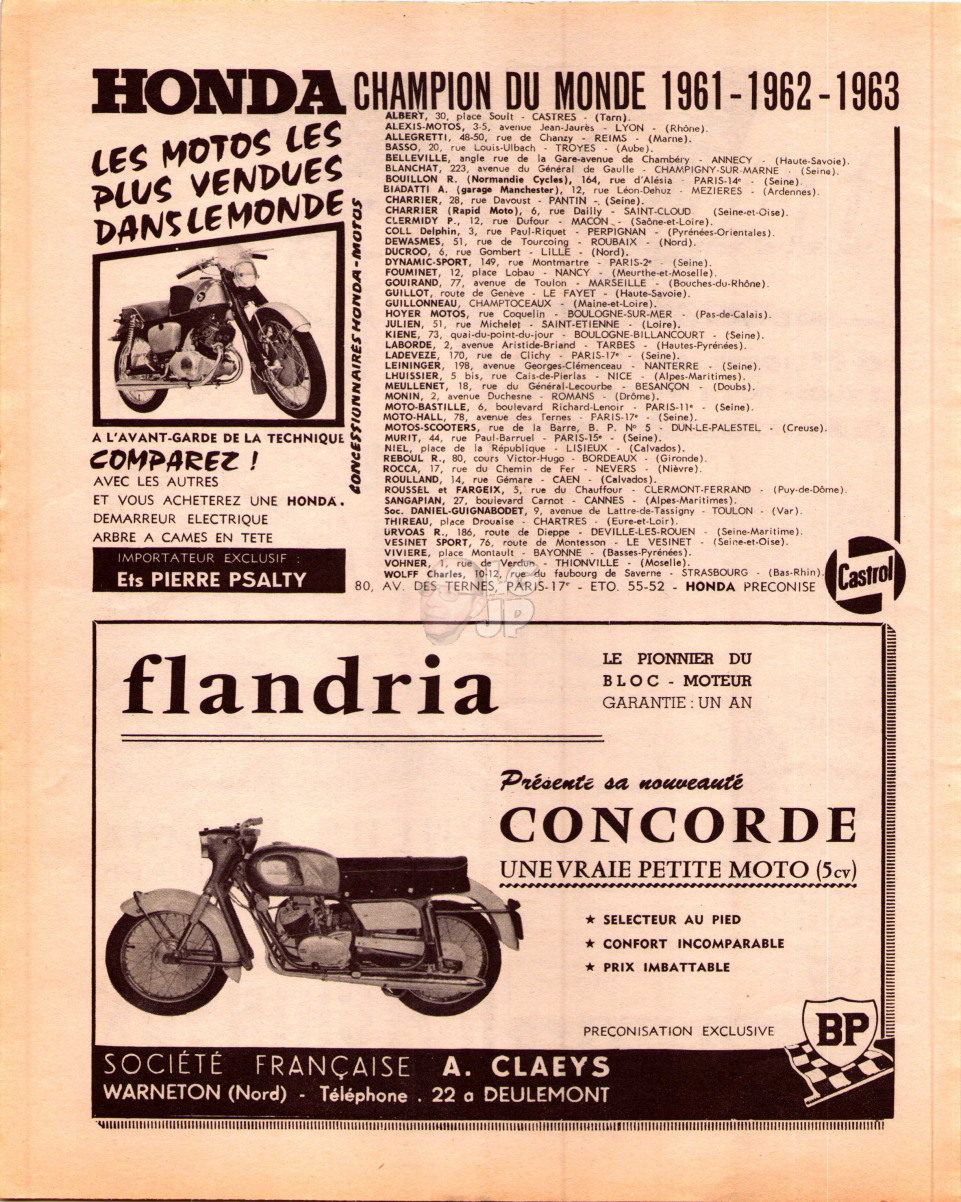 HONDA CHAMPION DU MONDE 1961-1962-1963
LES MOTOS LES
PLUS VENDUES
DANS LE MONDE
A L'AVANT-GARDE DE LA TECHNIQUE
COMPAREZ !
AVEC LES AUTRES
ET VOUS ACHETEREZ UNE HONDA.
DEMARREUR ELECTRIQUE
ARBRE A CAMES EN TETE
IMPORTATEUR EXCLUSIF :
Ets PIERRE PSALTY
CONCESSIONNAIRES HONDA-MOTOS
ALBERT, 30, place Soult - CASTRES - (Tarn).
ALEXIS-MOTOS, 3-5, avenue Jean-Jaurès - LYON - (Rhône).
ALLEGRETTI, 48-50, rue de Chanzy - REIMS - (Marne).
BASSO, 20, rue Louis-Ulbach - TROYES - (Aube).
BELLEVILLE, angle rue de la Gare-avenue de Chambéry - ANNECY - (Haute-Savoie).
BLANCHAT, 223, avenue du Général de Gaulle - CHAMPIGNY-SUR-MARNE - (Seine).
BOUILLON R. (Normandie Cycles), 164, rue d'Alésia - PARIS-14e - (Seine).
BIADATTI A. (garage Manchester), 12, rue Léon-Dehuz - MEZIERES - (Ardennes).
CHARRIER, 28, rue Davoust - PANTIN - (Seine).
CHARRIER (Rapid Moto), 6, rue Dailly - SAINT-CLOUD (Seine-et-Oise).
CLERMIDY P., 12, rue Dufour - MACON - (Saône-et-Loire).
COLL Delphin, 3, rue Paul-Riquet - PERPIGNAN - (Pyrénées-Orientales).
DEWASMES, 51, rue de Tourcoing - ROUBAIX - (Nord).
DUCROO, 6, rue Gombert - LILLE - (Nord).
DYNAMIC-SPORT, 149, rue Montmartre - PARIS-2e - (Seine).
FOUMINET, 12, place Lobau - NANCY - (Meurthe-et-Moselle).
GOUIRAND, 77, avenue de Toulon - MARSEILLE - (Bouches-du-Rhône).
GUILLOT, route de Genève - LE FAYET - (Haute-Savoie).
GUILLONNEAU, CHAMPTOCEAUX - (Maine-et-Loire).
HOYER MOTOS, rue Coquelin - BOULOGNE-SUR-MER - (Pas-de-Calais).
JULIEN, 51, rue Michelet - SAINT-ETIENNE - (Loire).
KIENE, 73, quai-du-point-du-jour - BOULOGNE-BILLANCOURT - (Seine).
LABORDE, 2, avenue Aristide-Briand - TARBES - (Hautes-Pyrénées).
LADEVEZE, 170, rue de Clichy - PARIS-17e - (Seine).
LEININGER, 198, avenue Georges-Clémenceau - NANTERRE - (Seine).
LHUISSIER, 5 bis, rue Cais-de-Pierlas - NICE - (Alpes-Maritimes).
MEULLENET, 18, rue du Général-Lecourbe - BESANÇON - (Doubs).
MONIN, 2, avenue Duchesne - ROMANS - (Drôme).
MOTO-BASTILLE, 6, boulevard Richard-Lenoir - PARIS-11e - (Seine).
MOTO-HALL, 78, avenue des Ternes - PARIS-17e - (Seine).
MOTOS-SCOOTERS, rue de la Barre, B. P. No 5 - DUN-LE-PALESTEL - (Creuse).
MURIT, 44, rue Paul-Barruel - PARIS-15e - (Seine).
NIEL, place de la République - LISIEUX - (Calvados).
REBOUL R., 80, cours Victor-Hugo - BORDEAUX - (Gironde).
ROCCA, 17, rue du Chemin de Fer - NEVERS - (Nièvre).
ROULLAND, 14, rue Gémare - CAEN - (Calvados).
ROUSSEL et FARGEIX, 5, rue du Chauffour - CLERMONT-FERRAND - (Puy-de-Dôme).
SANGAPIAN, 27, boulevard Carnot - CANNES - (Alpes-Maritimes).
Soc. DANIEL-GUIGNABODET, 9, avenue de Lattre-de-Tassigny - TOULON - (Var).
THIREAU, place Drouaise - CHARTRES - (Eure-et-Loir).
URVOAS R., 186, route de Dieppe - DEVILLE-LES-ROUEN - (Seine-Maritime).
VESINET SPORT, 76, route de Montesson - LE VESINET - (Seine-et-Oise).
VIVIERE, place Montault - BAYONNE - (Basses-Pyrénées).
VOHNER, 1, rue de Verdun - THIONVILLE - (Moselle).
WOLFF Charles, 10-12, rue du faubourg de Saverne - STRASBOURG - (Bas-Rhin).
80, AV. DES TERNES, PARIS-17e - ETO. 55-52 - HONDA PRECONISE
Castrol
JP
flandria
LE PIONNIER DU
BLOC - MOTEUR
GARANTIE : UN AN
Présente sa nouveauté
CONCORDE
UNE VRAIE PETITE MOTO (5cv)
★ SELECTEUR AU PIED
★ CONFORT INCOMPARABLE
★ PRIX IMBATTABLE
PRECONISATION EXCLUSIVE
BP
SOCIÉTÉ FRANÇAISE A. CLAEYS
WARNETON (Nord) - Téléphone . 22 a DEULEMONT